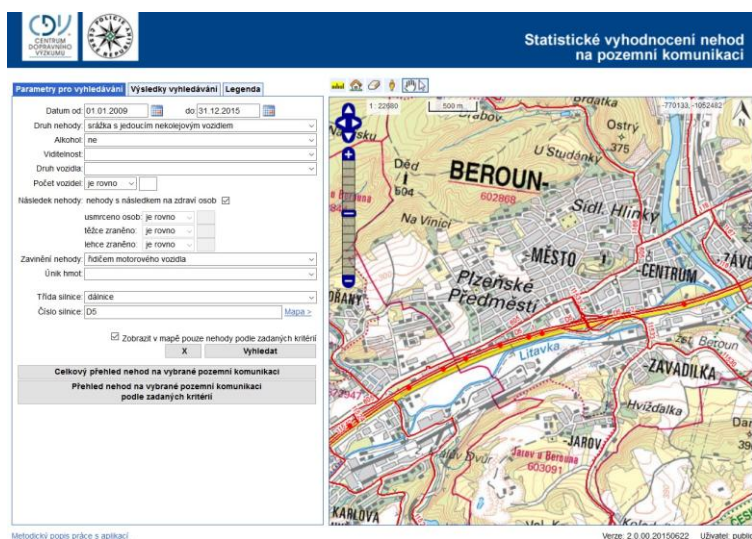 CDV
CENTRUM
DOPRAVNÍHO
VÝZKUMU
Statistické vyhodnocení nehod
na pozemní komunikaci
Parametry pro vyhledávání Výsledky vyhledávání Legenda
Datum od: 01.01.2009 do: 31.12.2015
Druh nehody: srážka s jedoucím nekolejovým vozidlem
Alkohol: ne
Viditelnost:
Druh vozidla:
Počet vozidel: je rovno
Následek nehody: nehody s následkem na zdraví osob
usmrceno osob: je rovno
těžce zraněno: je rovno
lehce zraněno: je rovno
Zavinění nehody: řidičem motorového vozidla
Únik hmot:
Třída silnice: dálnice
Číslo silnice: D5 Mapa >
Zobrazit v mapě pouze nehody podle zadaných kritérií
X Vyhledat
Celkový přehled nehod na vybrané pozemní komunikaci
Přehled nehod na vybrané pozemní komunikaci
podle zadaných kritérií
1 : 22680 500 m -770133, -1052482
N
Ostrý
375
U Studánky
Děd
BEROUN-
602868
Sídl. Hlinky
Na Vinici
-MĚSTO
-CENTRUM
Plzeňské
Předměstí
Litavka
Beroun
-ZAVADILKA
Hvížďalka
-JAROV
Jarov u Berouna
603091
Dvůr
KARLOVA
Metodický popis práce s aplikací
Verze: 2.0.00.20150622 Uživatel: public